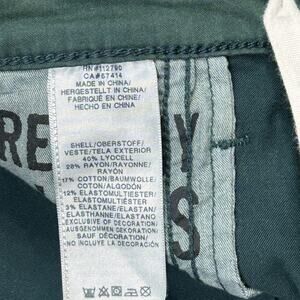 RN#112790
CA#57414
MADE IN CHINA/
HERGESTELLT IN CHINA/
FABRIQUÉ EN CHINE/
HECHO EN CHINA
SHELL/OBERSTOFF/
VESTE/TELA EXTERIOR
40% LYOCELL
28% RAYON/RAYONNE/
RAYÓN
17% COTTON/BAUMWOLLE/
COTON/ALGODÓN
12% ELASTOMULTIESTER/
ELASTOMULTIÉSTER
3% ELASTANE/ELASTAN/
ELASTHANNE/ELASTANO
EXCLUSIVE OF DECORATION/
AUSGENOMMEN DEKORATION
SAUF DÉCORATION/
NO INCLUYE LA DECORACIÓN
RE
Y
S